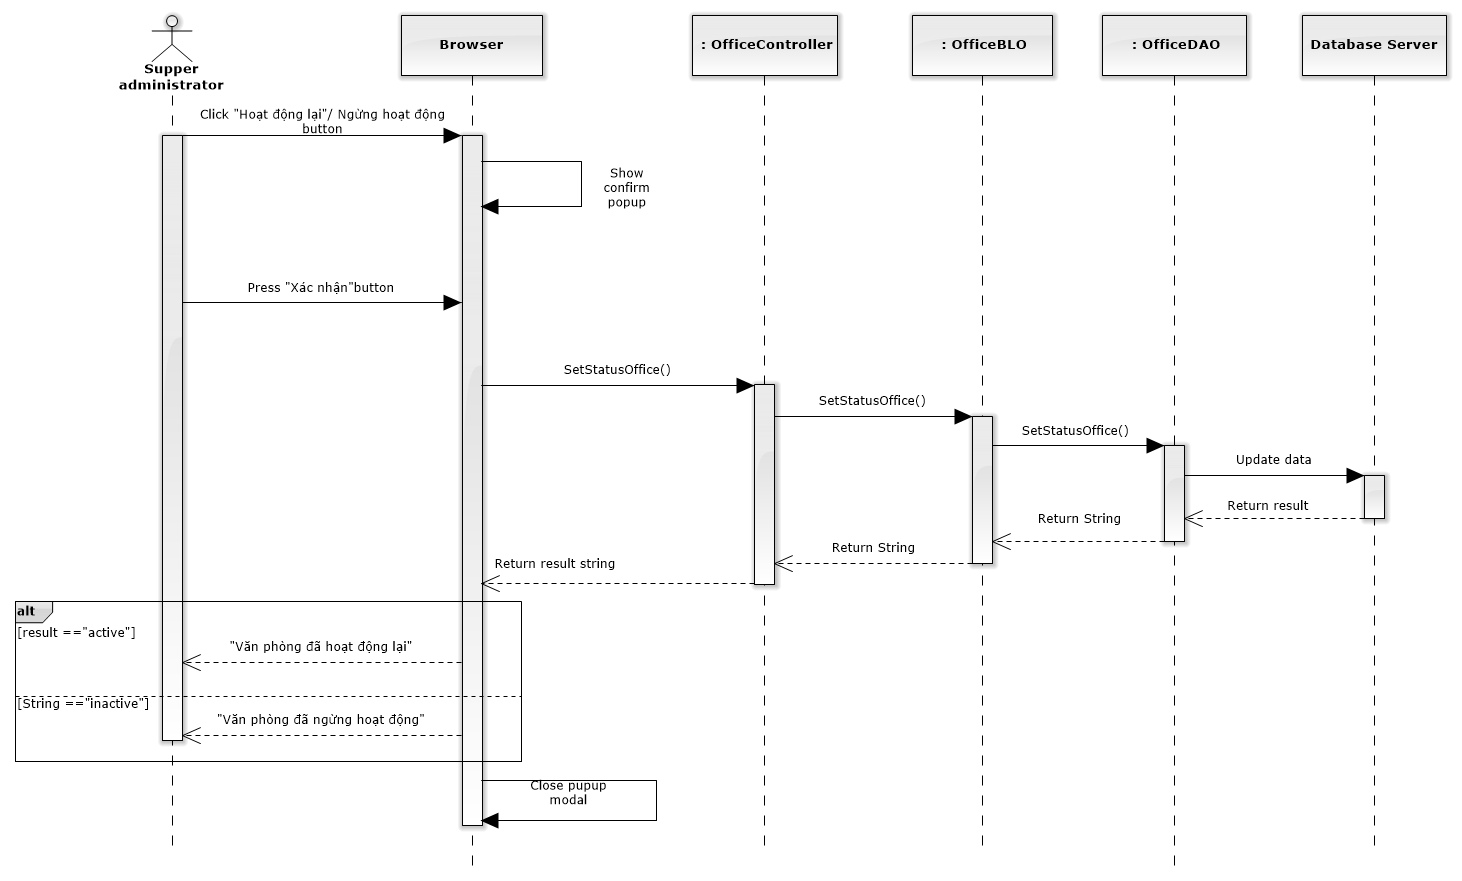 Supper
administrator
Browser
: OfficeController
: OfficeBLO
: OfficeDAO
Database Server
Click "Hoạt động lại"/ Ngừng hoạt động
button
Show
confirm
popup
Press "Xác nhận"button
SetStatusOffice()
SetStatusOffice()
SetStatusOffice()
Update data
Return result
Return String
Return String
Return result string
alt
[result =="active"]
"Văn phòng đã hoạt động lại"
[String =="inactive"]
"Văn phòng đã ngừng hoạt động"
Close pupup
modal